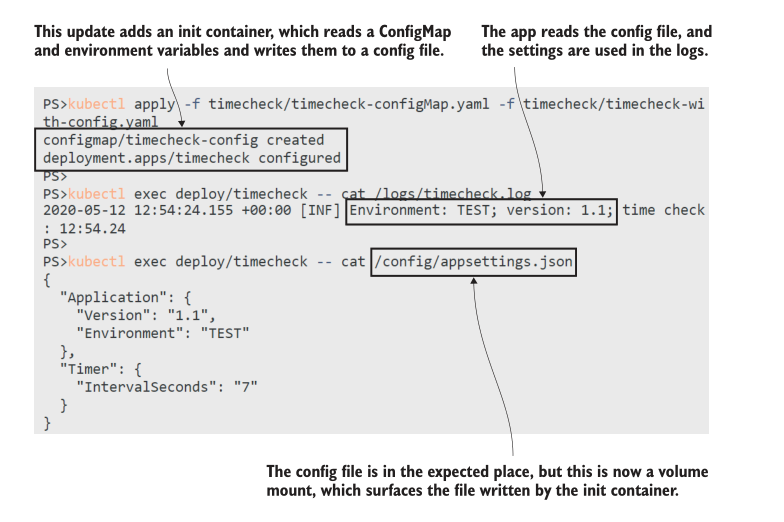 This update adds an init container, which reads a ConfigMap
and environment variables and writes them to a config file.
The app reads the config file, and
the settings are used in the logs.
PS>kubectl apply -f timecheck/timecheck-configMap.yaml -f timecheck/timecheck-wi
th-config.yaml
configmap/timecheck-config created
deployment.apps/timecheck configured
PS>
PS>kubectl exec deploy/timecheck -- cat /logs/timecheck.log
2020-05-12 12:54:24.155 +00:00 [INF] Environment: TEST; version: 1.1; time check
: 12:54.24
PS>
PS>kubectl exec deploy/timecheck -- cat /config/appsettings.json
{
  "Application": {
    "Version": "1.1",
    "Environment": "TEST"
  },
  "Timer": {
    "IntervalSeconds": "7"
  }
}
The config file is in the expected place, but this is now a volume
mount, which surfaces the file written by the init container.